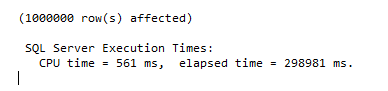 (1000000 row(s) affected)
SQL Server Execution Times:
CPU time = 561 ms,  elapsed time = 298981 ms.